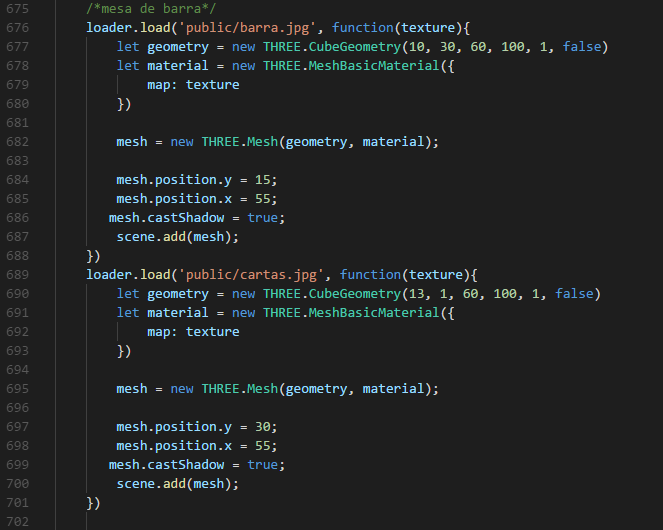 675 /*mesa de barra*/
676 loader.load('public/barra.jpg', function(texture){
677 let geometry = new THREE.CubeGeometry(10, 30, 60, 100, 1, false)
678 let material = new THREE.MeshBasicMaterial({
679 map: texture
680 })
681
682 mesh = new THREE.Mesh(geometry, material);
683
684 mesh.position.y = 15;
685 mesh.position.x = 55;
686 mesh.castShadow = true;
687 scene.add(mesh);
688 })
689 loader.load('public/cartas.jpg', function(texture){
690 let geometry = new THREE.CubeGeometry(13, 1, 60, 100, 1, false)
691 let material = new THREE.MeshBasicMaterial({
692 map: texture
693 })
694
695 mesh = new THREE.Mesh(geometry, material);
696
697 mesh.position.y = 30;
698 mesh.position.x = 55;
699 mesh.castShadow = true;
700 scene.add(mesh);
701 })
702